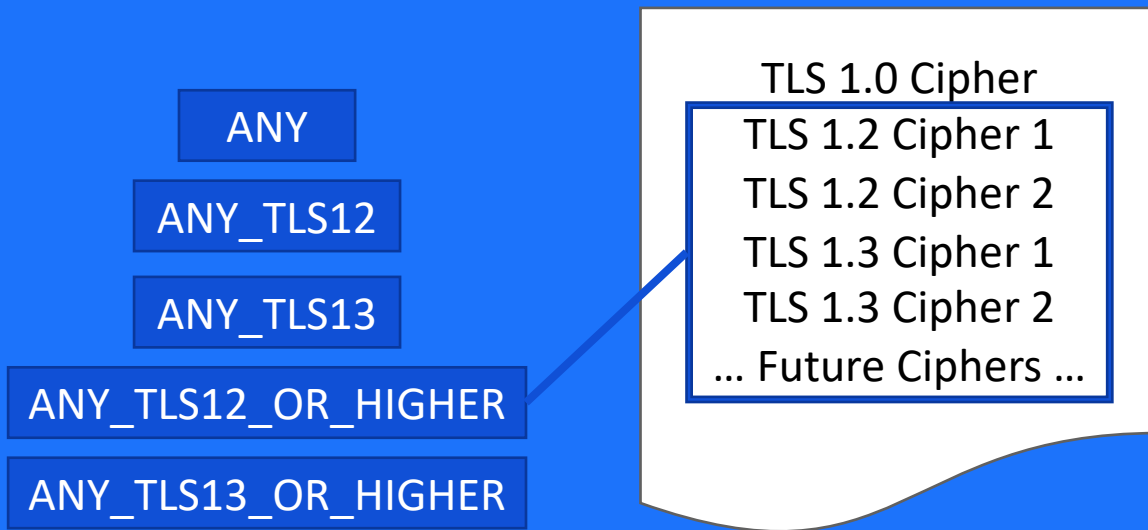 ANY
ANY_TLS12
ANY_TLS13
ANY_TLS12_OR_HIGHER
ANY_TLS13_OR_HIGHER
TLS 1.0 Cipher
TLS 1.2 Cipher 1
TLS 1.2 Cipher 2
TLS 1.3 Cipher 1
TLS 1.3 Cipher 2
... Future Ciphers ...